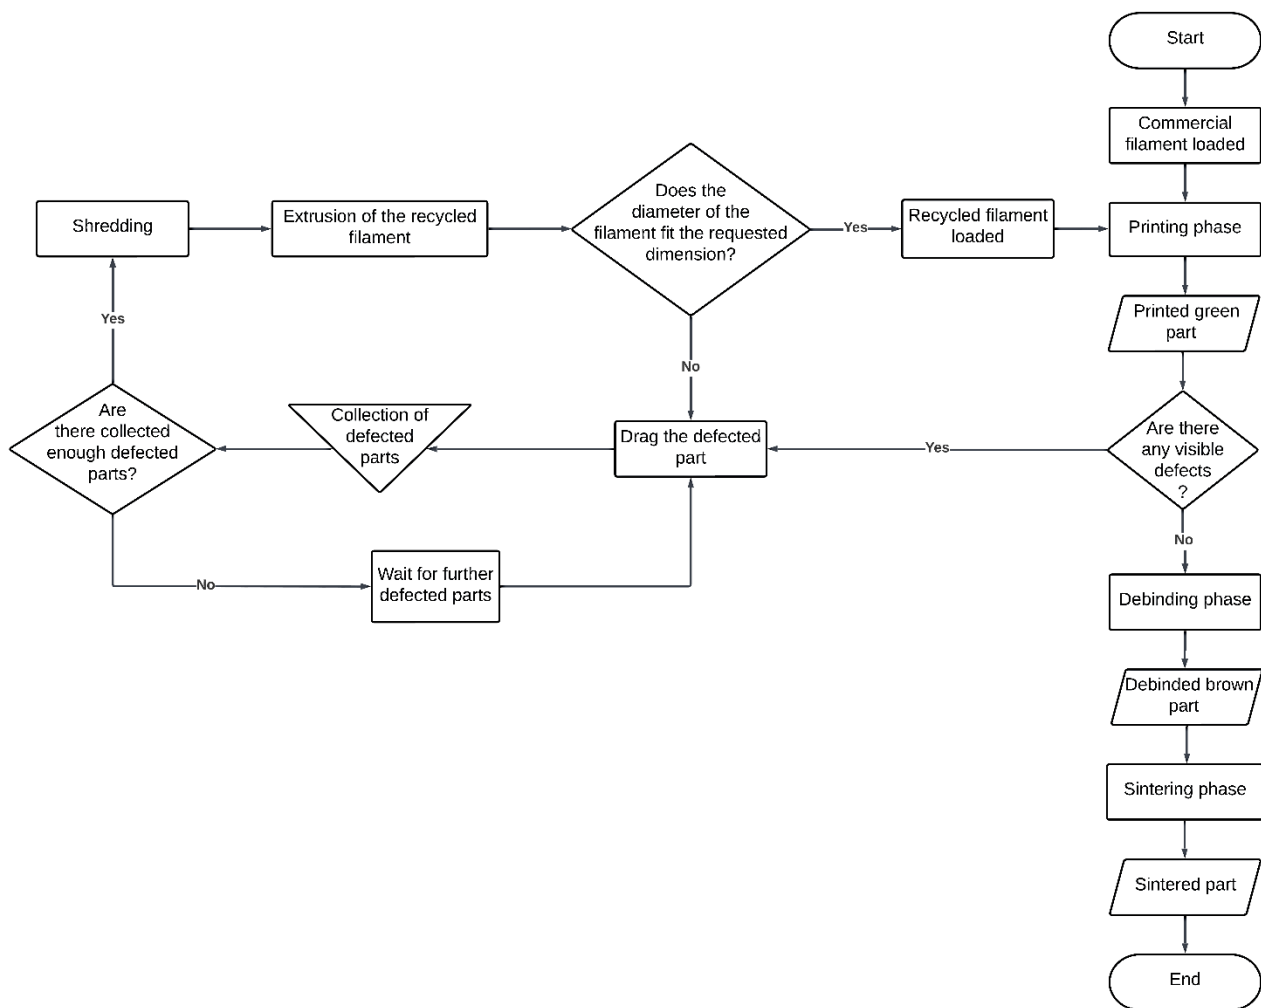 Start
Commercial
filament loaded
Does the
diameter of the
filament fit the requested
dimension?
Shredding
Extrusion of the recycled
filament
Yes
Recycled filament
loaded
Printing phase
Yes
Printed green
part
No
Are
there collected
enough defected
parts?
Collection of
defected
parts
Drag the defected
part
Yes
Are there
any visible
defects
?
No
No
Wait for further
defected parts
Debinding phase
Debinded brown
part
Sintering phase
Sintered part
End